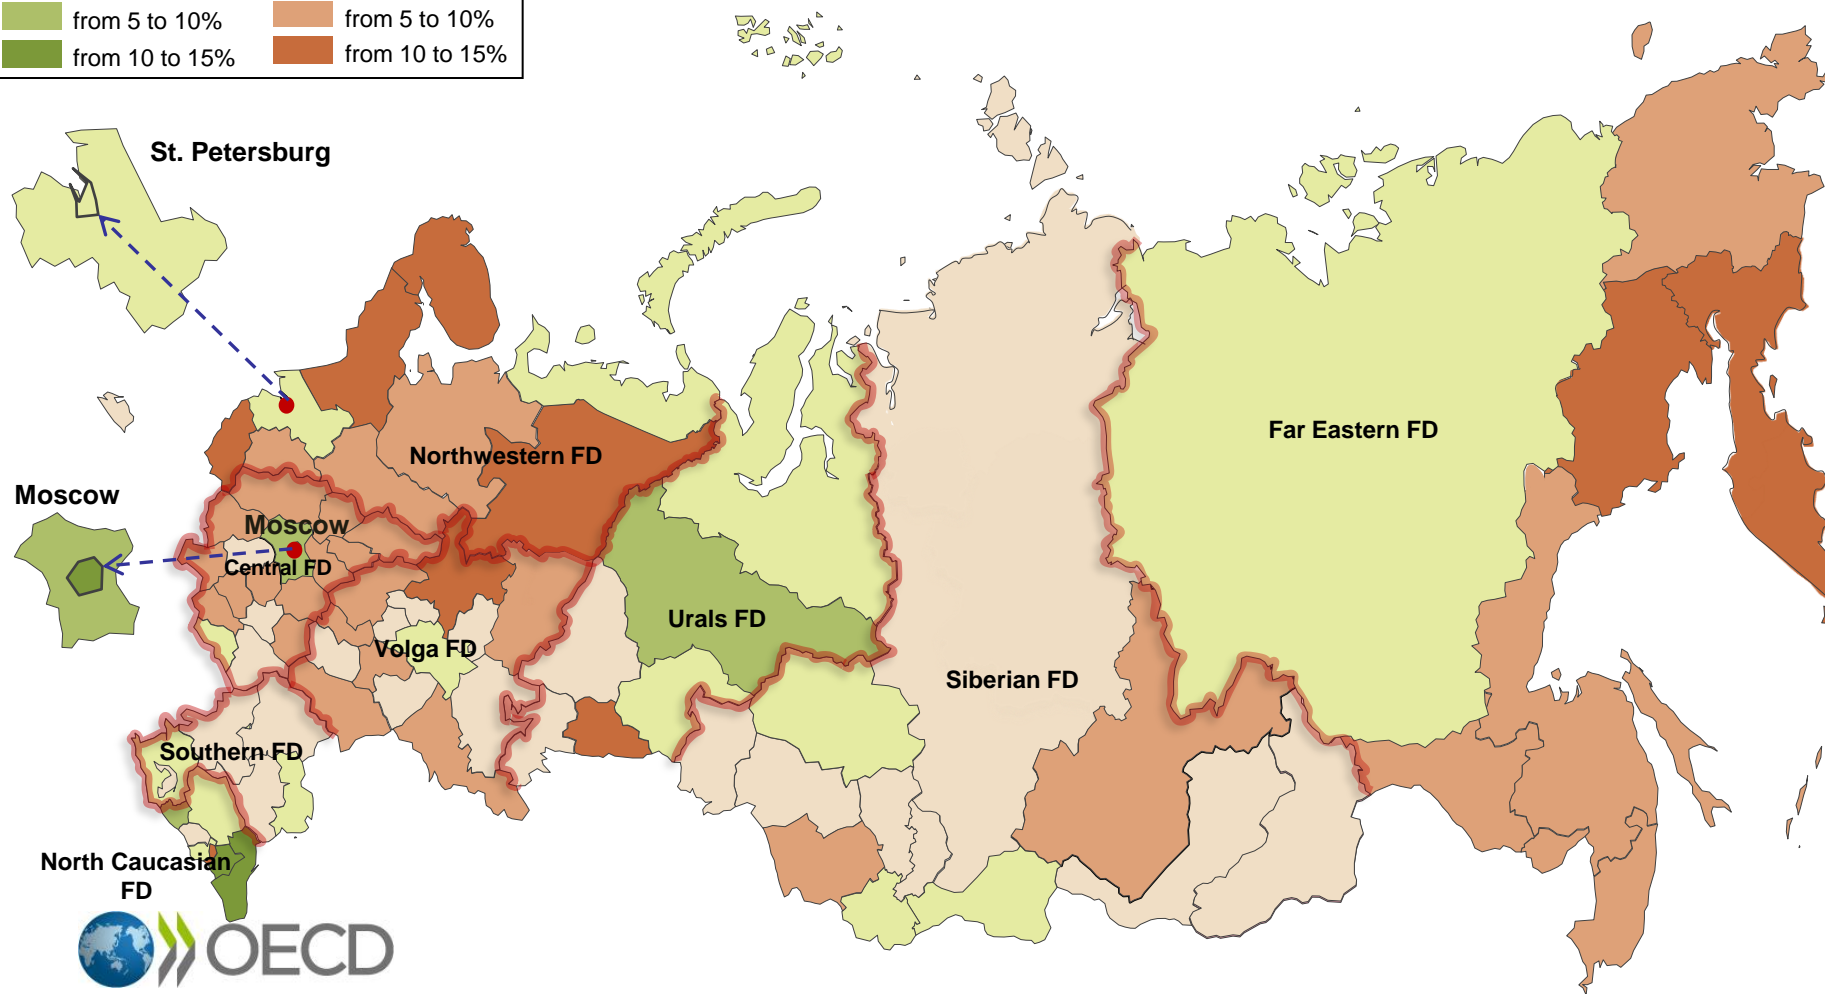 from 5 to 10%
from 5 to 10%
from 10 to 15%
from 10 to 15%
St. Petersburg
Far Eastern FD
Northwestern FD
Moscow
Moscow
Central FD
Urals FD
Volga FD
Siberian FD
Southern FD
North Caucasian
FD
OECD